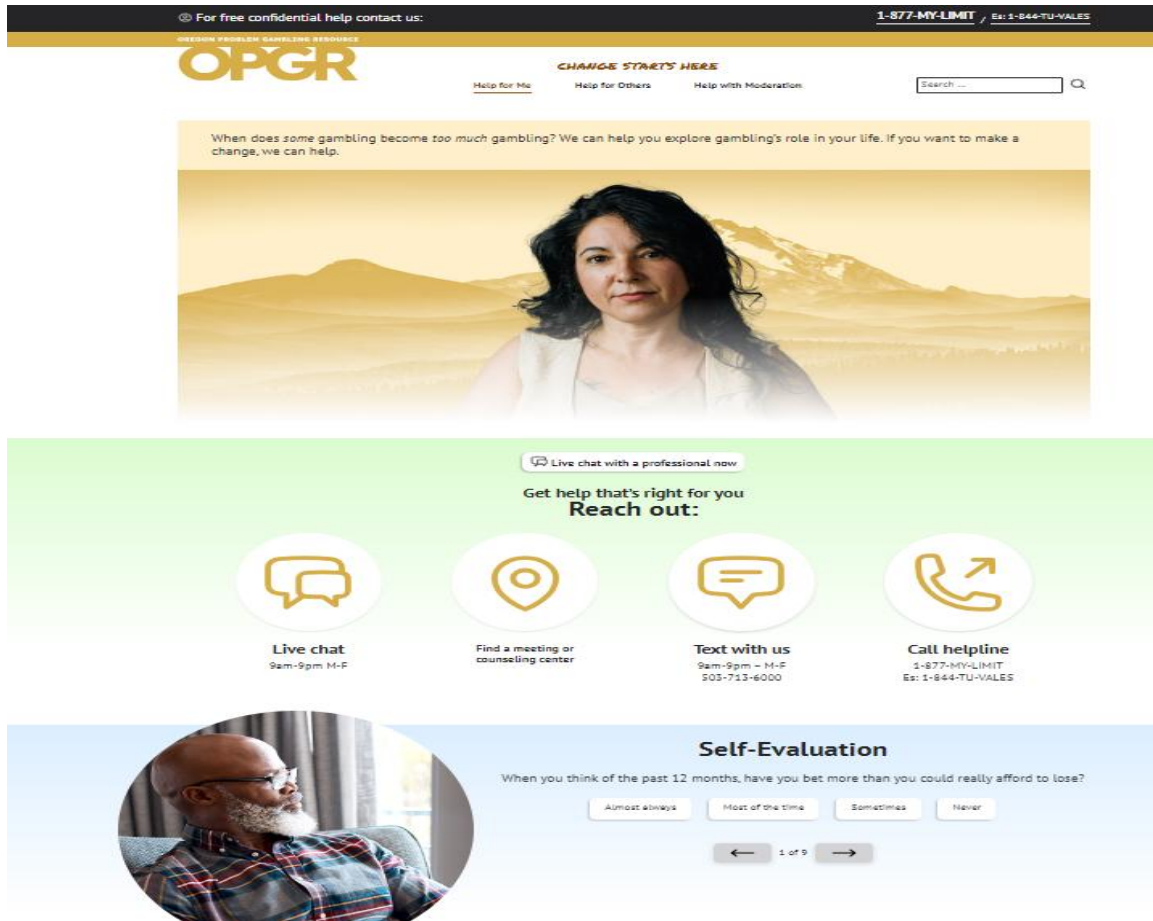 For free confidential help contact us:
1-877-MY-LIMIT / Es: 1-844-TU-VALES
OREGON PROBLEM GAMBLING RESOURCE
OPGR
CHANGE STARTS HERE
Help for Me
Help for Others
Help with Moderation
Search ...
When does some gambling become too much gambling? We can help you explore gambling's role in your life. If you want to make a
change, we can help.
Live chat with a professional now
Get help that's right for you
Reach out:
Live chat
9am-9pm M-F
Find a meeting or
counseling center
Text with us
9am-9pm – M-F
503-713-6000
Call helpline
1-877-MY-LIMIT
Es: 1-844-TU-VALES
Self-Evaluation
When you think of the past 12 months, have you bet more than you could really afford to lose?
Almost always
Most of the time
Sometimes
Never
1 of 9